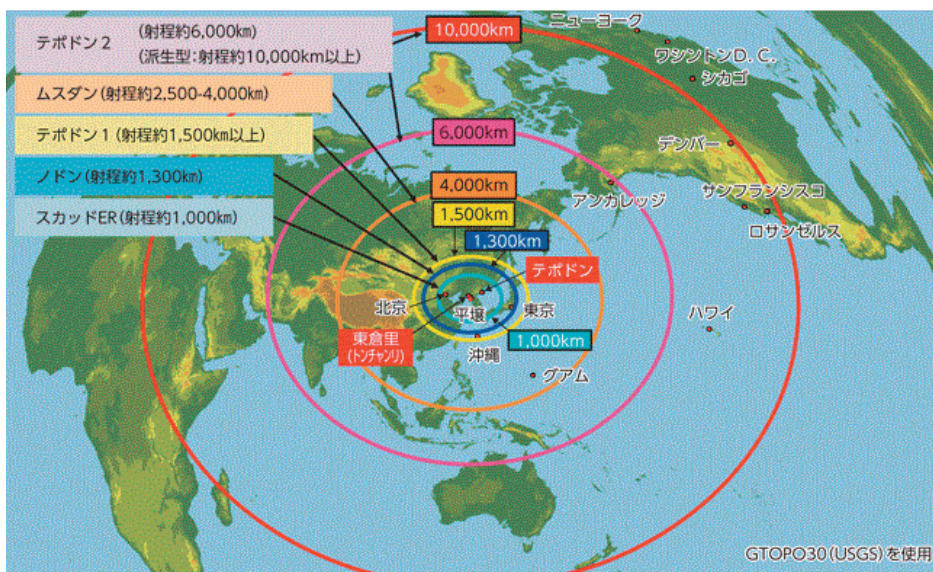 テポドン2 (射程約6,000km)
(派生型:射程約10,000km以上)
ムスダン(射程約2,500-4,000km)
テポドン1(射程約1,500km以上)
ノドン(射程約1,300km)
スカッドER(射程約1,000km)
10,000km
6,000km
4,000km
1,500km
1,300km
ニューヨーク
ワシントンD.C.
シカゴ
デンバー
アンカレッジ
サンフランシスコ
ロサンゼルス
テポドン
北京
平壌
東京
ハワイ
東倉里
(トンチャンリ)
1,000km
沖縄
グアム
GTOPO30(USGS)を使用